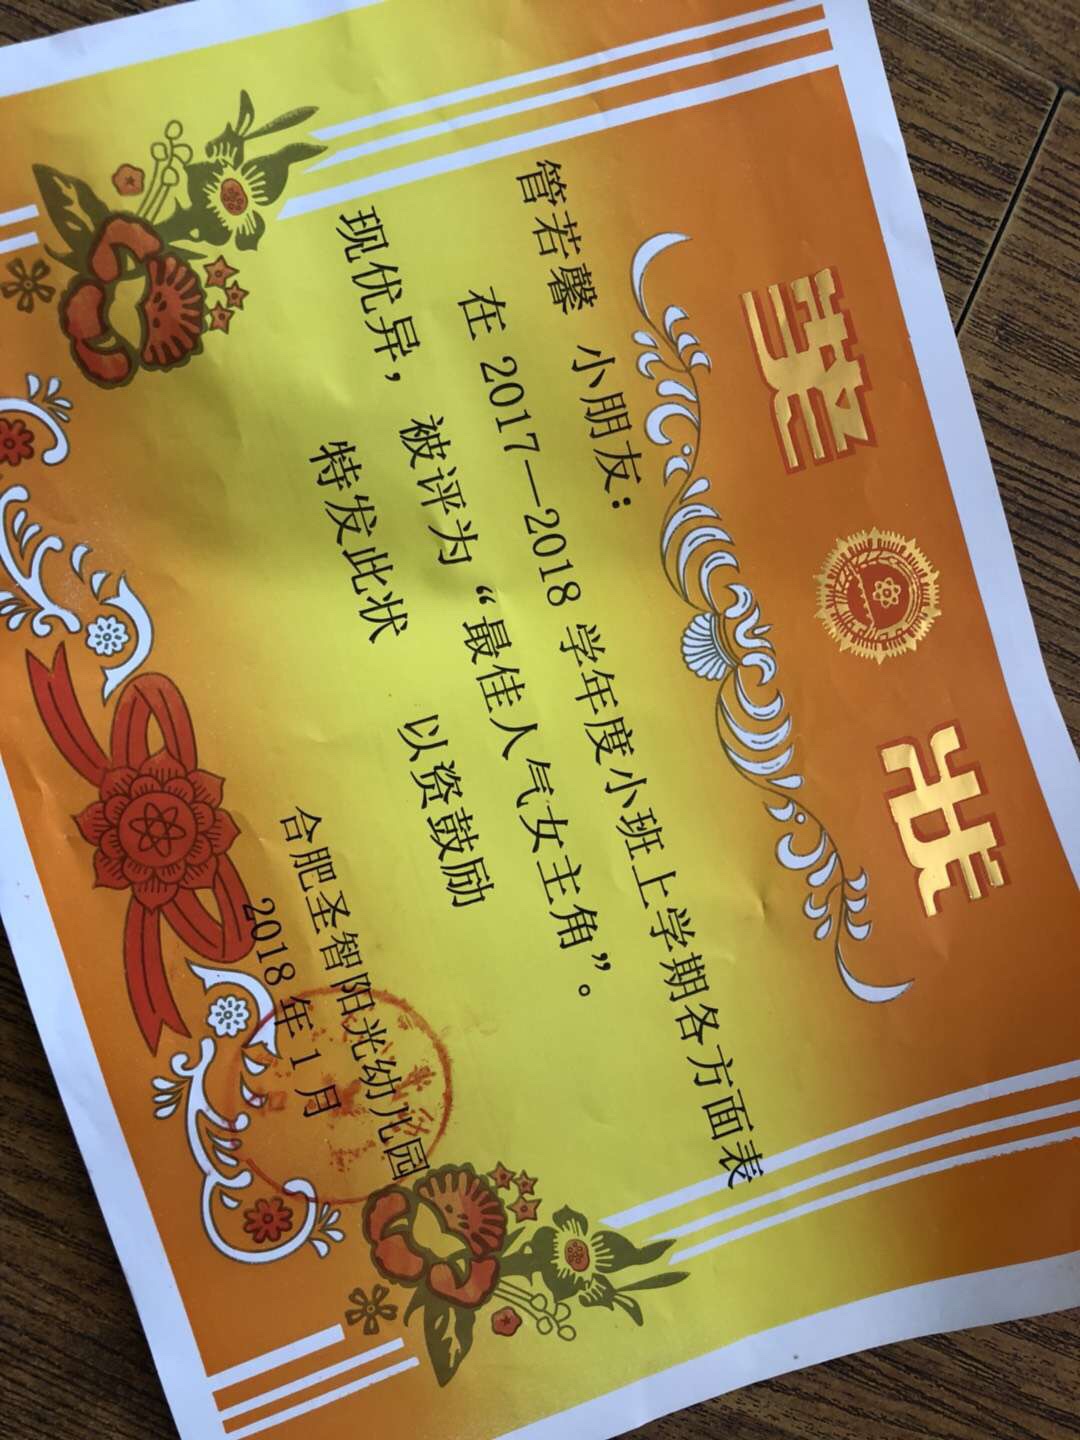 奖 状
管若馨 小朋友：
在 2017—2018 学年度小班上学期各方面表
现优异，被评为“最佳人气女主角”。
特发此状 以资鼓励
合肥圣智阳光幼儿园
2018 年 1 月